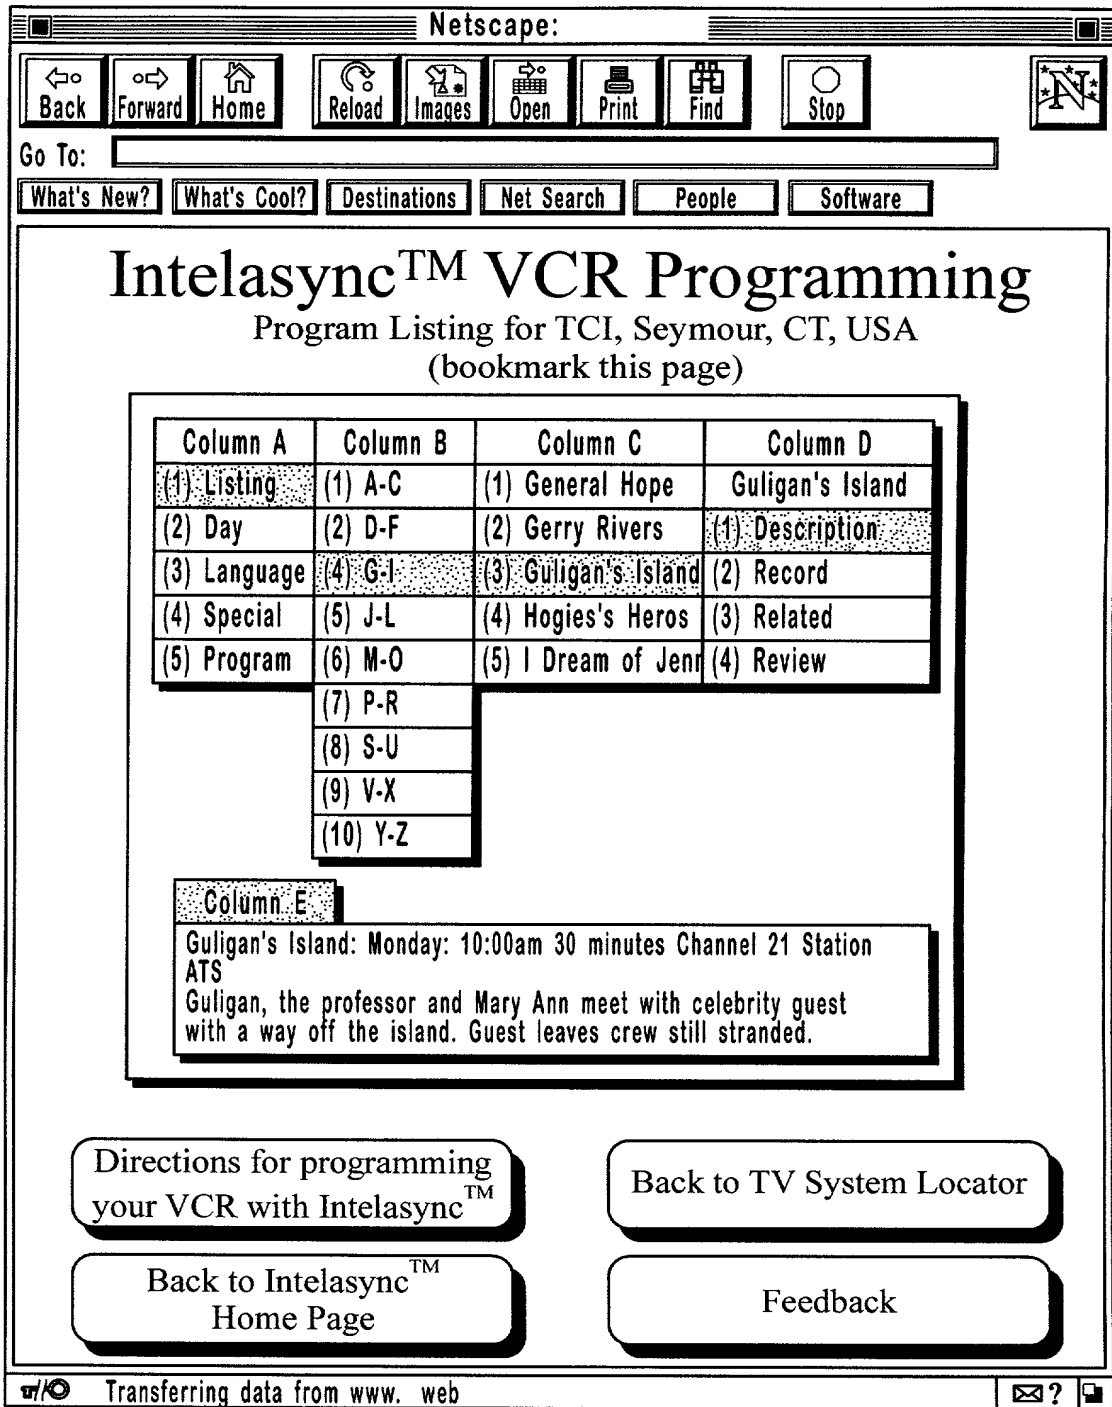 Netscape:
Back Forward Home Reload Images Open Print Find Stop N
Go To:
What's New? What's Cool? Destinations Net Search People Software
Intelasync™ VCR Programming
Program Listing for TCI, Seymour, CT, USA
(bookmark this page)
Column A Column B Column C Column D
(1) Listing (1) A-C (1) General Hope Guligan's Island
(2) Day (2) D-F (2) Gerry Rivers (1) Description
(3) Language (4) G-I (3) Guligan's Island (2) Record
(4) Special (5) J-L (4) Hogies's Heros (3) Related
(5) Program (6) M-O (5) I Dream of Jenn (4) Review
(7) P-R
(8) S-U
(9) V-X
(10) Y-Z
Column E
Guligan's Island: Monday: 10:00am 30 minutes Channel 21 Station
ATS
Guligan, the professor and Mary Ann meet with celebrity guest
with a way off the island. Guest leaves crew still stranded.
Directions for programming
your VCR with Intelasync™
Back to TV System Locator
Back to Intelasync™
Home Page
Feedback
Transferring data from www. web
?